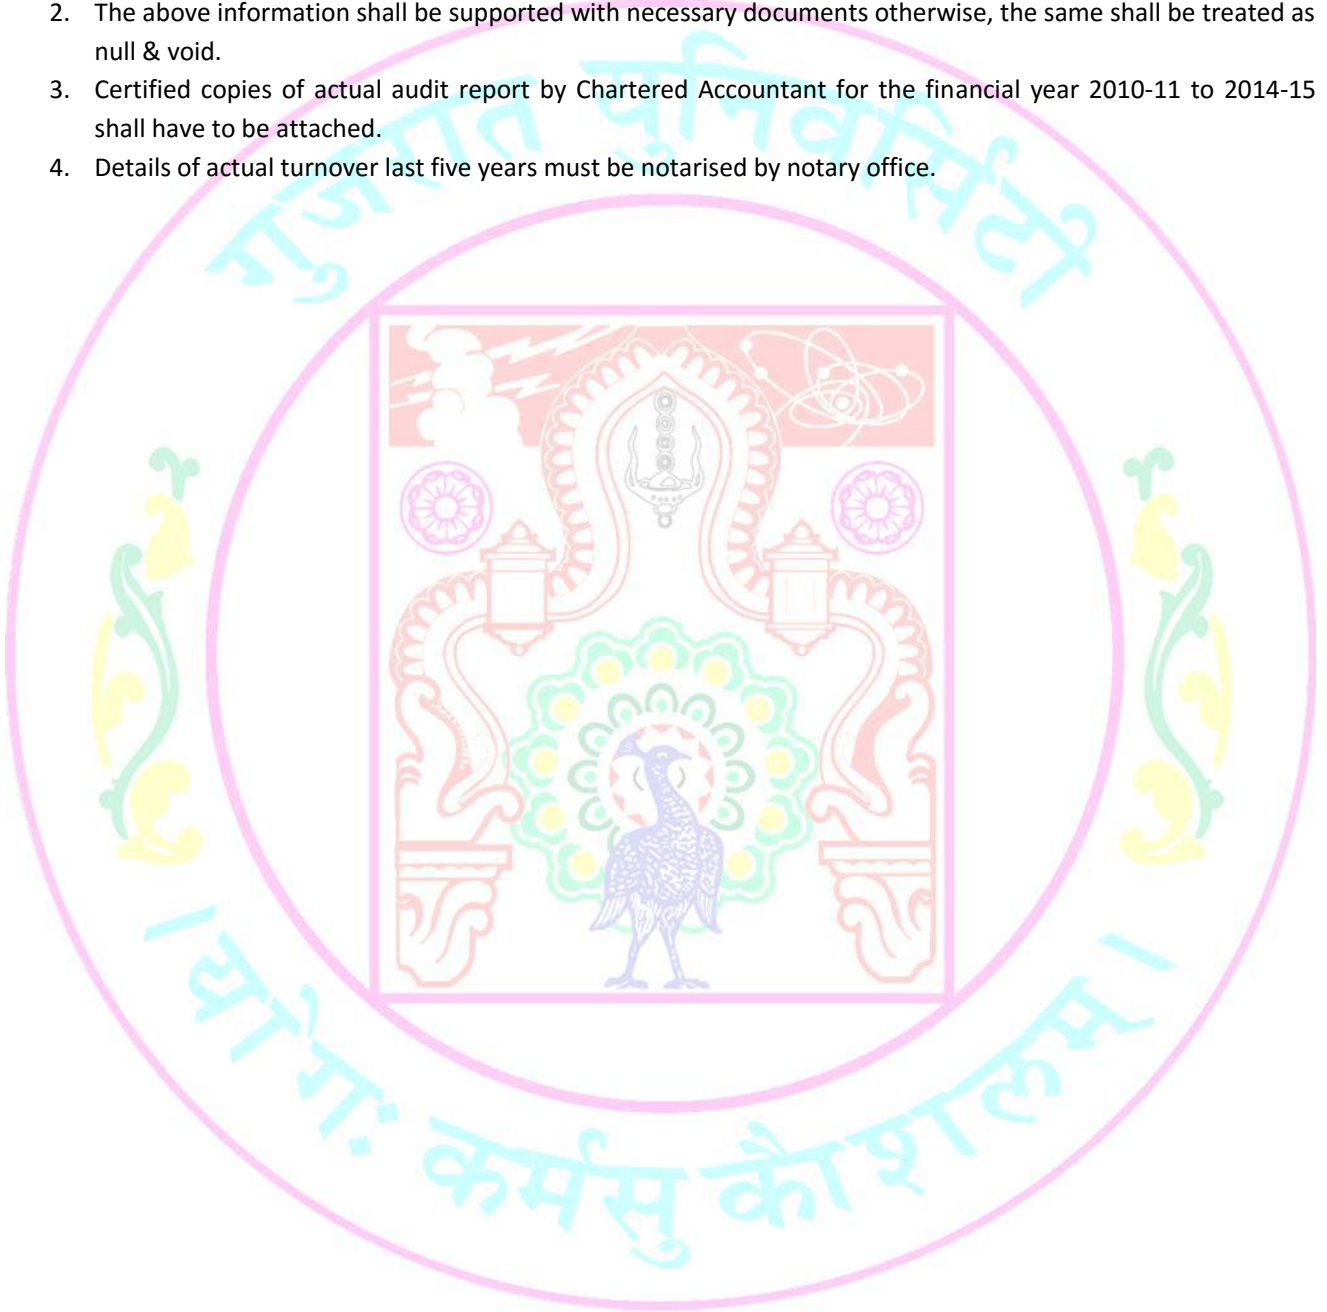 2. The above information shall be supported with necessary documents otherwise, the same shall be treated as
null & void.
3. Certified copies of actual audit report by Chartered Accountant for the financial year 2010-11 to 2014-15
shall have to be attached.
4. Details of actual turnover last five years must be notarised by notary office.
गुजरात युनिवर्सिटी
। योगः कर्मसु कौशलम् ।